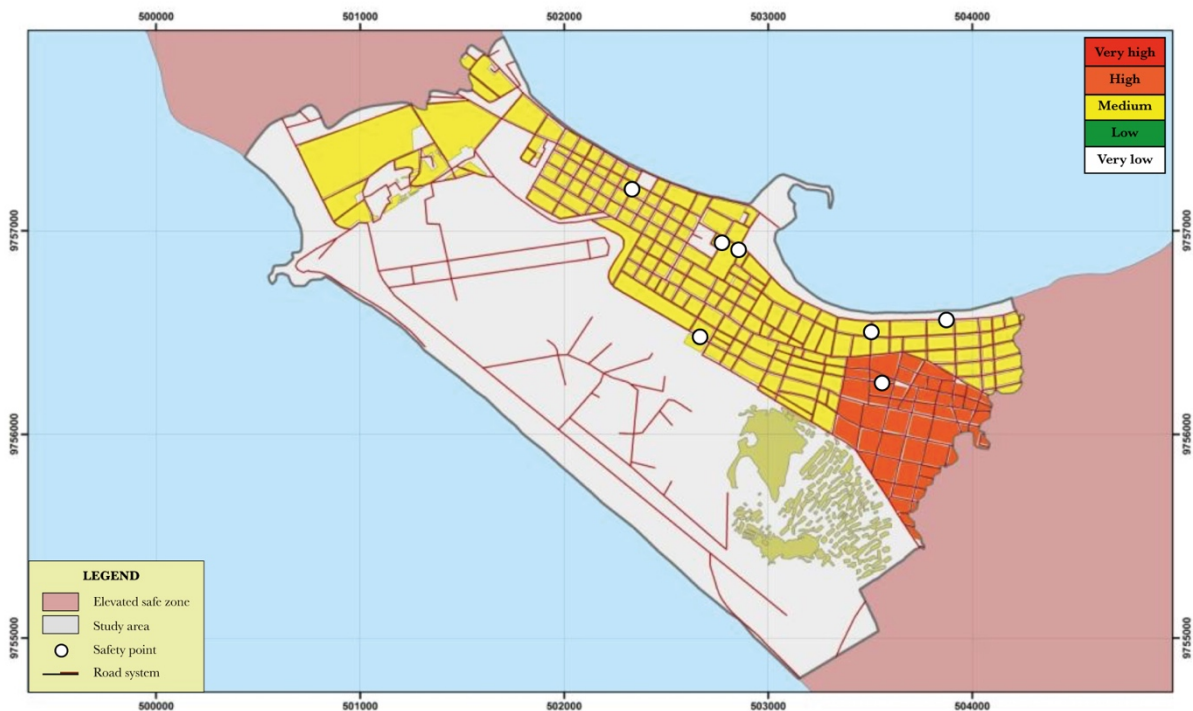 500000 501000 502000 503000 504000
Very high
High
Medium
Low
Very low
9757000 9757000
9756000 9756000
9755000 9755000
LEGEND
Elevated safe zone
Study area
Safety point
Road system
500000 501000 502000 503000 504000